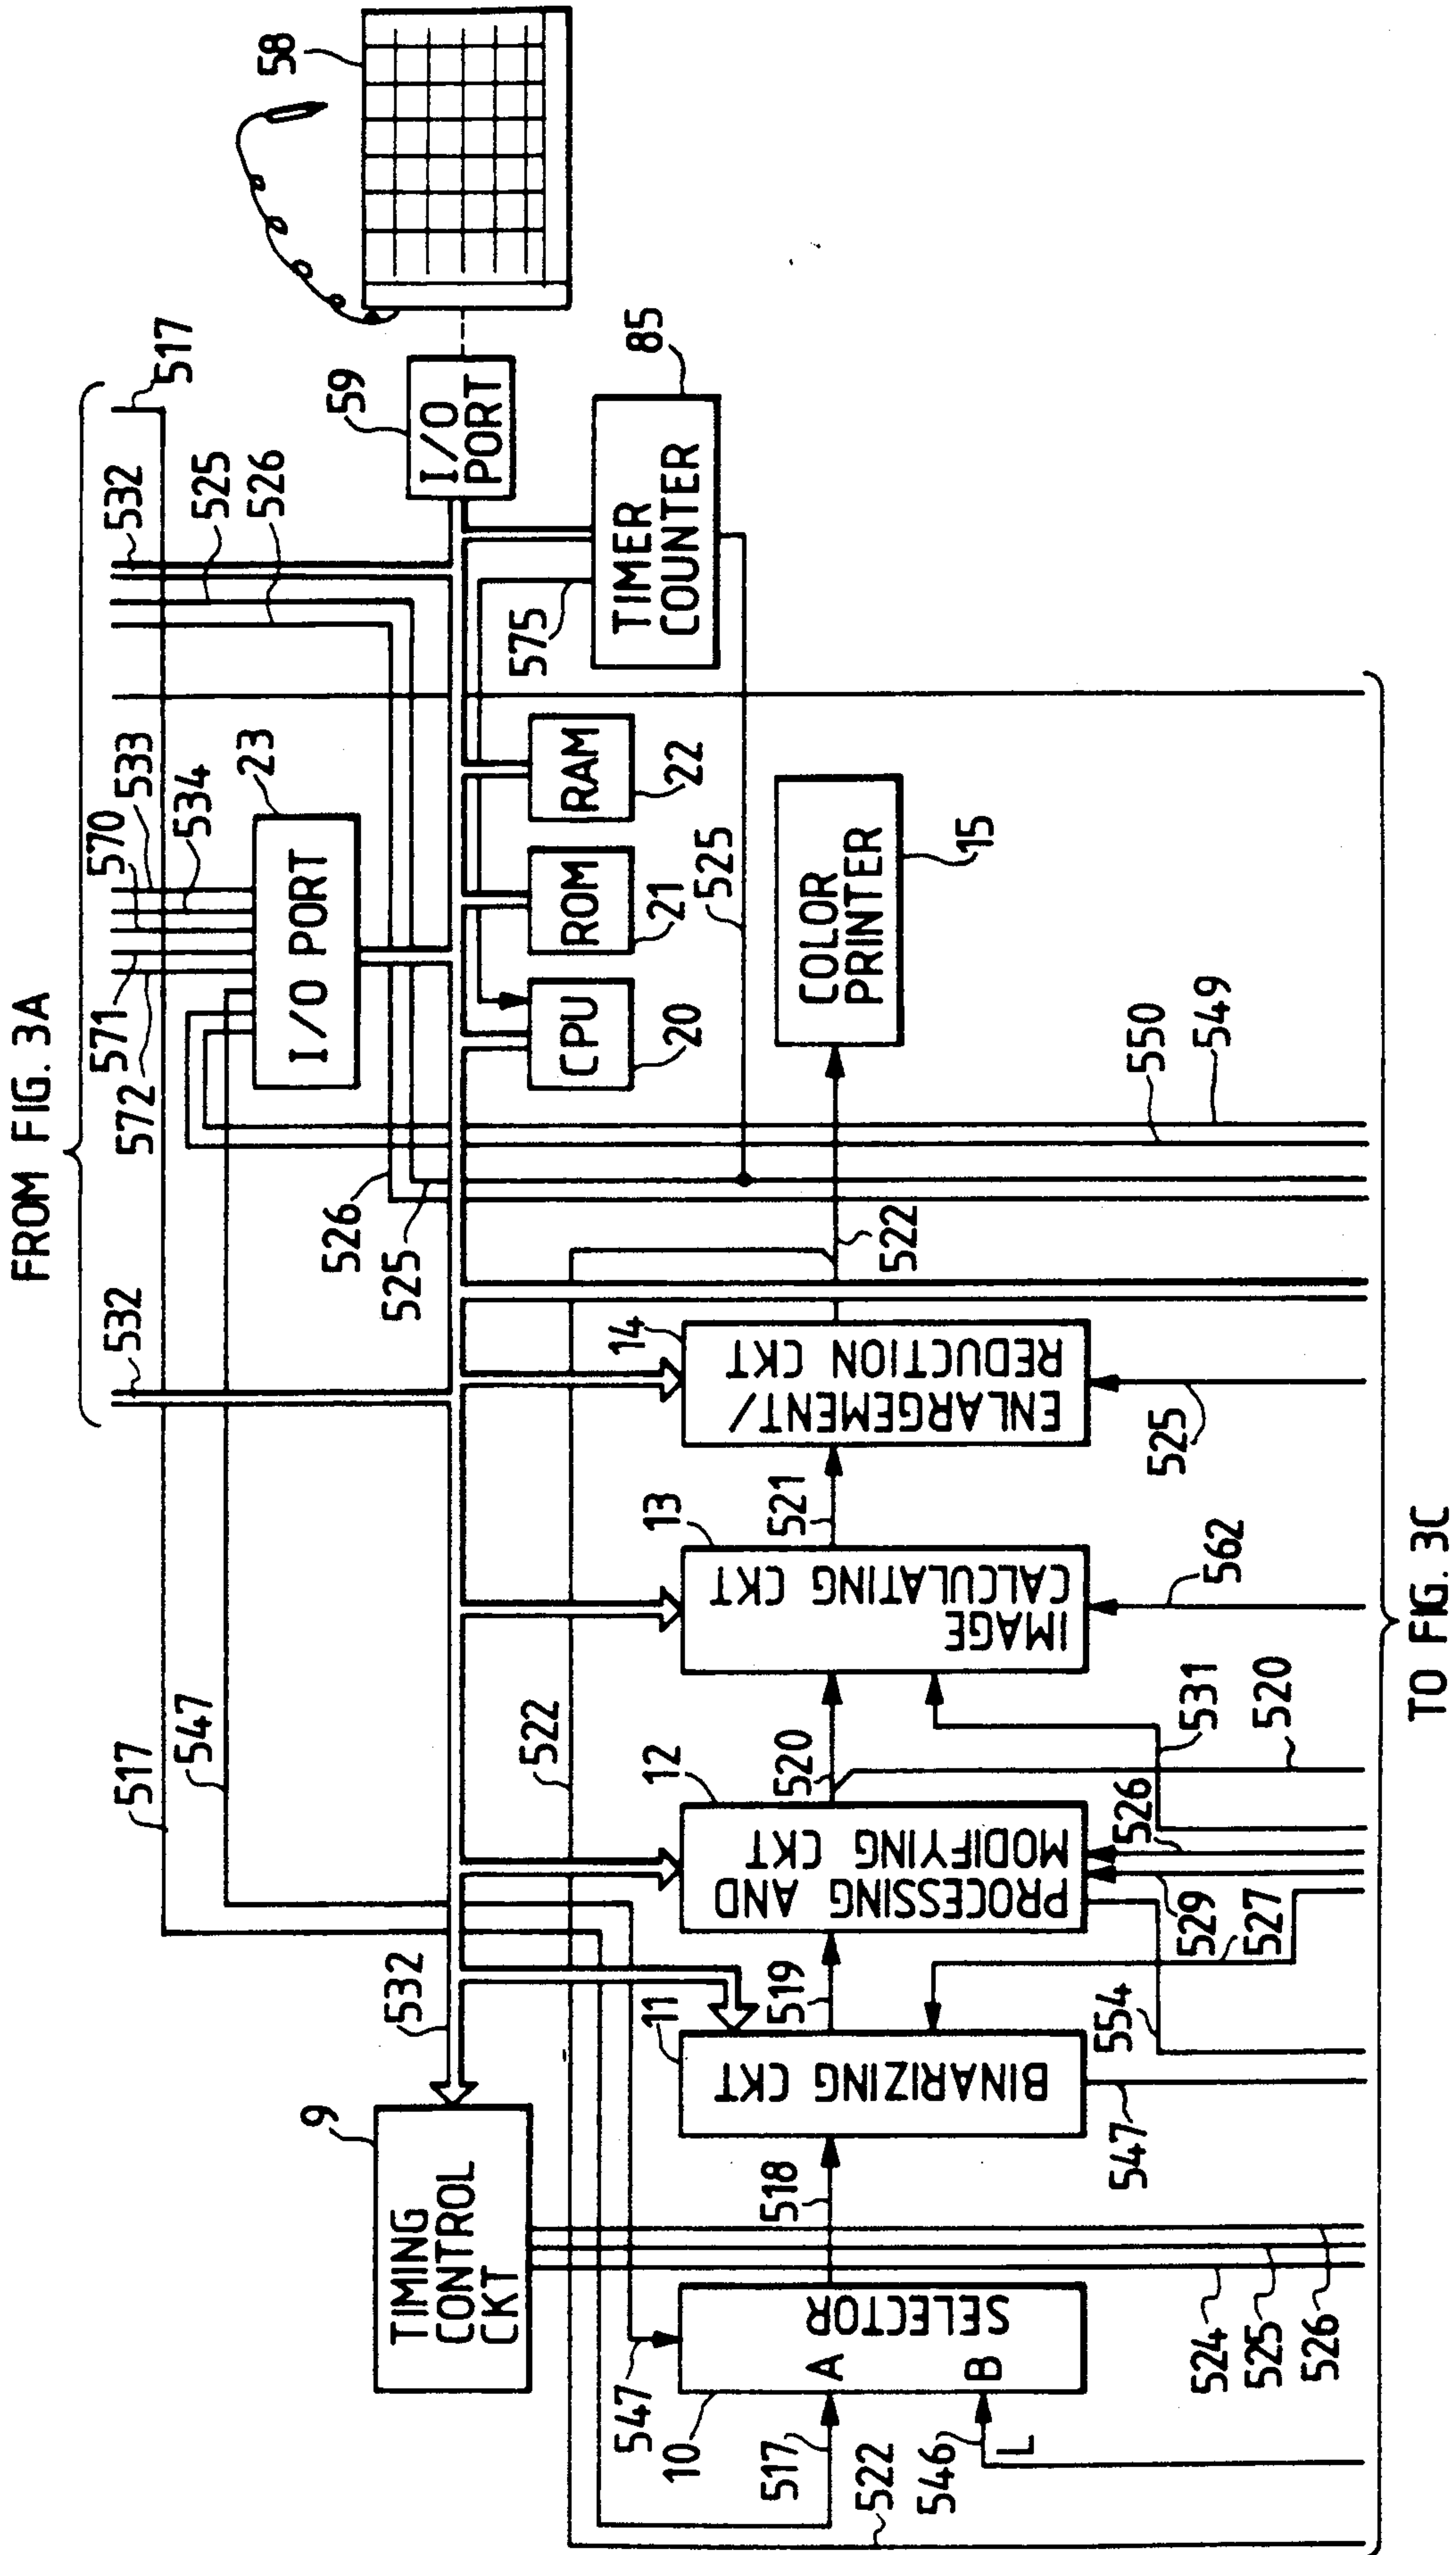 FROM FIG. 3A
532
517
547
532
572
571
570
533
534
23
I/O PORT
532
525
526
517
59
I/O
PORT
58
526
525
9
TIMING
CONTROL
CKT
532
CPU
20
ROM
21
RAM
22
575
TIMER
COUNTER
85
525
522
547
10
517
A
B
SELECTOR
522
546
L
518
11
BINARIZING CKT
519
12
PROCESSING AND
MODIFYING CKT
520
13
IMAGE
CALCULATING CKT
521
14
ENLARGEMENT/
REDUCTION CKT
522
COLOR
PRINTER
15
524
525
526
547
554
529
527
526
531
520
562
525
550
549
TO FIG. 3C